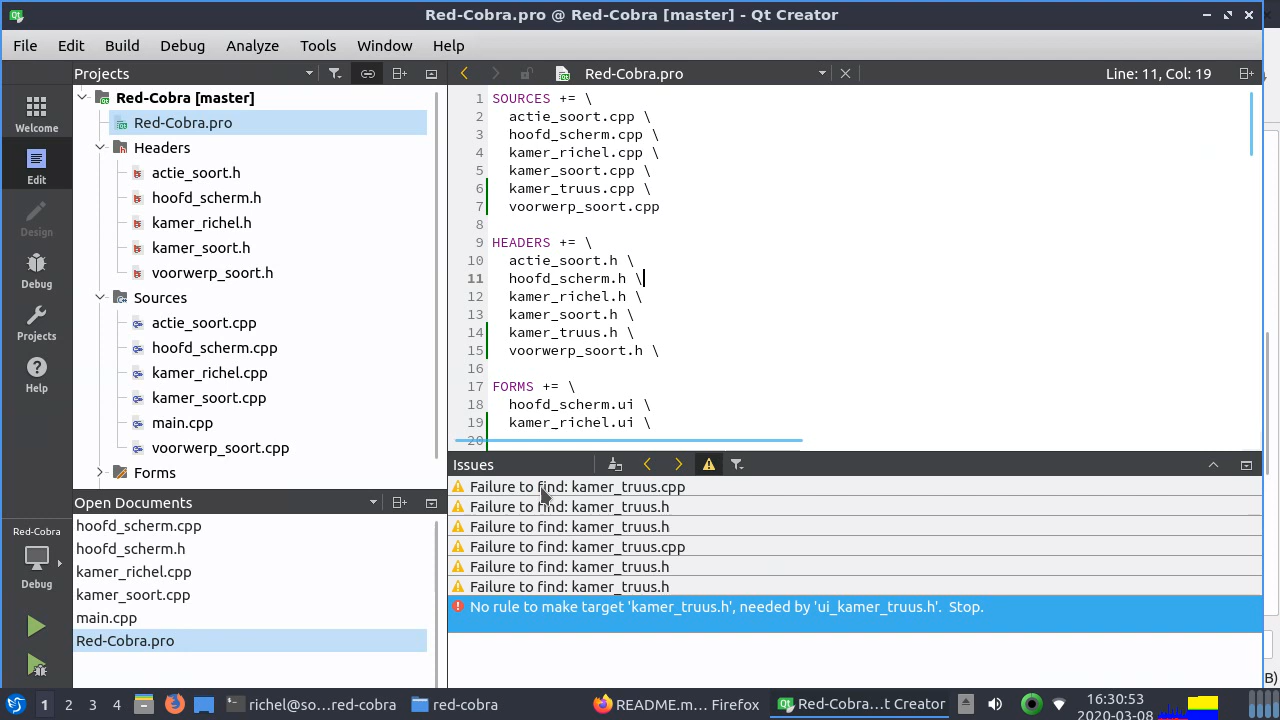 Red-Cobra.pro @ Red-Cobra [master] - Qt Creator
File Edit Build Debug Analyze Tools Window Help
Projects
Red-Cobra.pro
Line: 11, Col: 19
Welcome
Edit
Design
Debug
Projects
Help
Red-Cobra
Debug
Red-Cobra [master]
Red-Cobra.pro
Headers
actie_soort.h
hoofd_scherm.h
kamer_richel.h
kamer_soort.h
voorwerp_soort.h
Sources
actie_soort.cpp
hoofd_scherm.cpp
kamer_richel.cpp
kamer_soort.cpp
main.cpp
voorwerp_soort.cpp
Forms
Open Documents
hoofd_scherm.cpp
hoofd_scherm.h
kamer_richel.cpp
kamer_soort.cpp
main.cpp
Red-Cobra.pro
1 SOURCES += \
2 actie_soort.cpp \
3 hoofd_scherm.cpp \
4 kamer_richel.cpp \
5 kamer_soort.cpp \
6 kamer_truus.cpp \
7 voorwerp_soort.cpp
8
9 HEADERS += \
10 actie_soort.h \
11 hoofd_scherm.h \
12 kamer_richel.h \
13 kamer_soort.h \
14 kamer_truus.h \
15 voorwerp_soort.h \
16
17 FORMS += \
18 hoofd_scherm.ui \
19 kamer_richel.ui \
20
Issues
Failure to find: kamer_truus.cpp
Failure to find: kamer_truus.h
Failure to find: kamer_truus.h
Failure to find: kamer_truus.cpp
Failure to find: kamer_truus.h
Failure to find: kamer_truus.h
No rule to make target 'kamer_truus.h', needed by 'ui_kamer_truus.h'. Stop.
B)
1 2 3 4
richel@so...red-cobra
red-cobra
README.m... Firefox
Red-Cobra...t Creator
16:30:53
2020-03-08